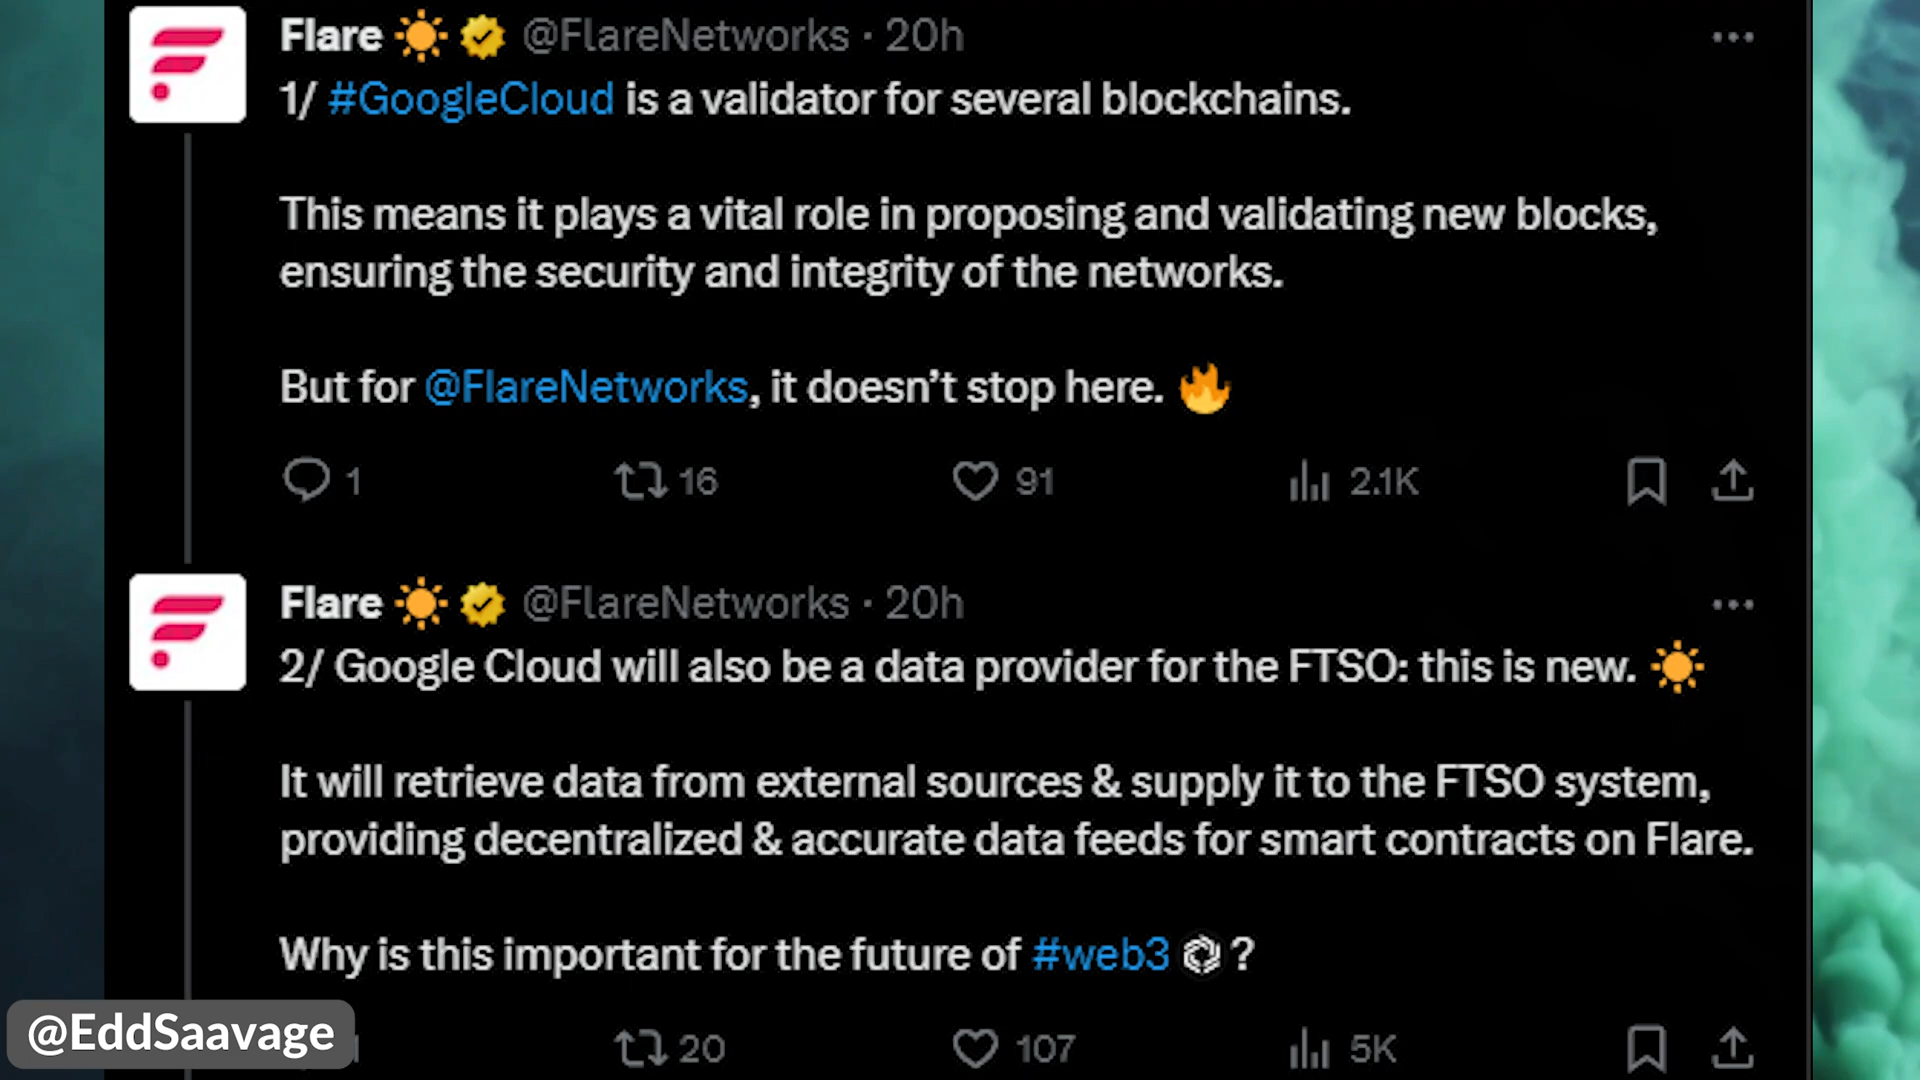 Flare ☀️ @FlareNetworks · 20h
1/ #GoogleCloud is a validator for several blockchains.
This means it plays a vital role in proposing and validating new blocks,
ensuring the security and integrity of the networks.
But for @FlareNetworks, it doesn’t stop here. 🔥
1 16 91 2.1K
Flare ☀️ @FlareNetworks · 20h
2/ Google Cloud will also be a data provider for the FTSO: this is new. ☀️
It will retrieve data from external sources & supply it to the FTSO system,
providing decentralized & accurate data feeds for smart contracts on Flare.
Why is this important for the future of #web3 ?
20 107 5K
@EddSaavage